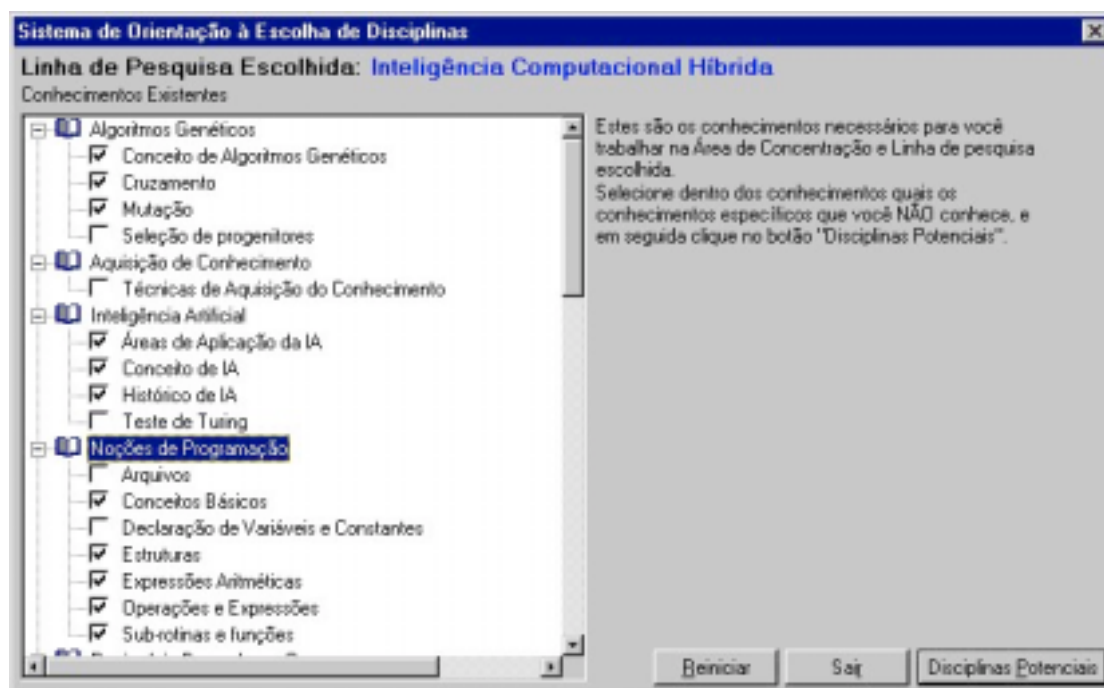 Sistema de Orientação à Escolha de Disciplinas
Linha de Pesquisa Escolhida: Inteligência Computacional Híbrida
Conhecimentos Existentes
Algoritmos Genéticos
Conceito de Algoritmos Genéticos
Cruzamento
Mutação
Seleção de progenitores
Aquisição de Conhecimento
Técnicas de Aquisição do Conhecimento
Inteligência Artificial
Áreas de Aplicação da IA
Conceito de IA
Histórico de IA
Teste de Turing
Noções de Programação
Arquivos
Conceitos Básicos
Declaração de Variáveis e Constantes
Estruturas
Expressões Aritméticas
Operações e Expressões
Sub-rotinas e funções
Estes são os conhecimentos necessários para você
trabalhar na Área de Concentração e Linha de pesquisa
escolhida.
Selecione dentro dos conhecimentos quais os
conhecimentos específicos que você NÃO conhece, e
em seguida clique no botão "Disciplinas Potenciais".
Reiniciar
Sair
Disciplinas Potenciais